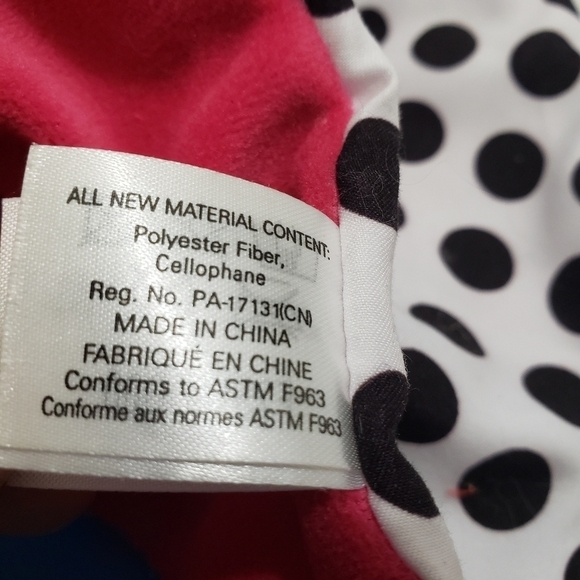 ALL NEW MATERIAL CONTENT:
Polyester Fiber,
Cellophane
Reg. No. PA-17131(CN)
MADE IN CHINA
FABRIQUÉ EN CHINE
Conforms to ASTM F963
Conforme aux normes ASTM F963